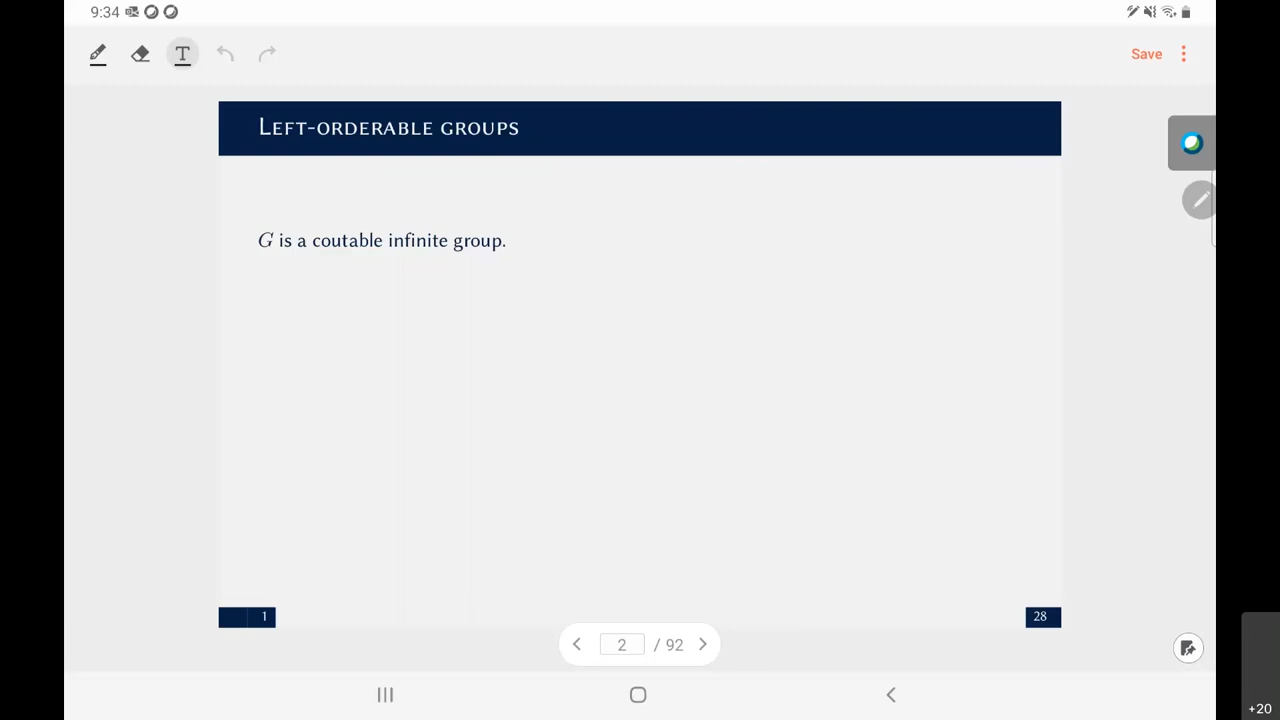 9:34
T
Save
LEFT-ORDERABLE GROUPS
G is a coutable infinite group.
1
28
2 / 92
+20